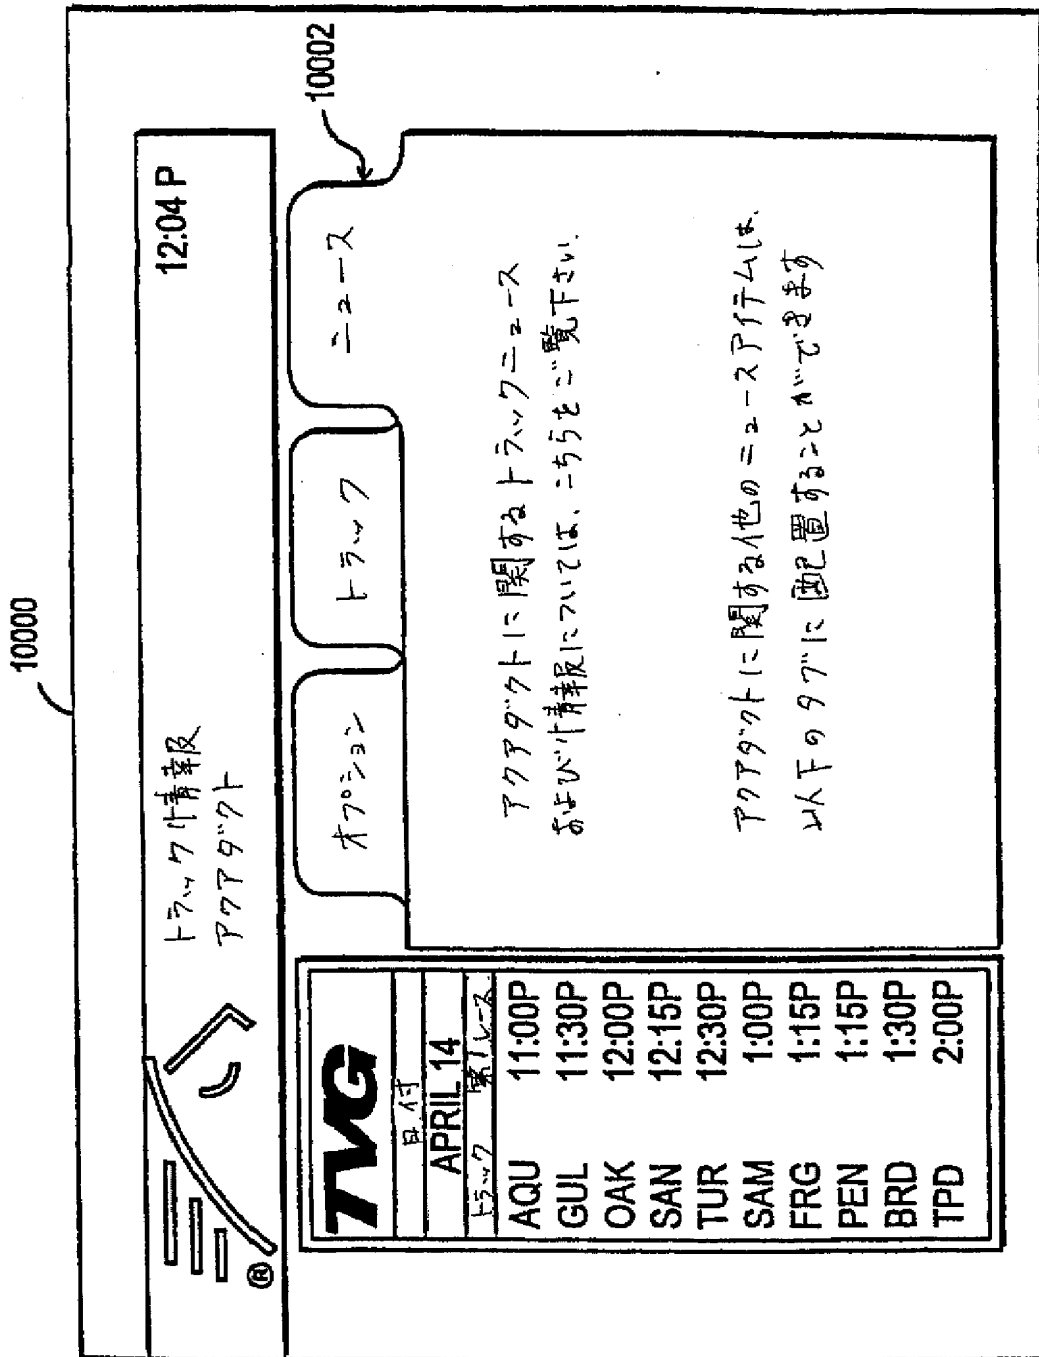 10000
トラック情報
アクアダクト
12:04 P
®
オプション
トラック
ニュース
10002
TVG
日付
APRIL 14
トラック 第1レース
AQU 11:00P
GUL 11:30P
OAK 12:00P
SAN 12:15P
TUR 12:30P
SAM 1:00P
FRG 1:15P
PEN 1:15P
BRD 1:30P
TPD 2:00P
アクアダクトに関するトラックニュース
および情報については、こちらをご覧下さい.
アクアダクトに関する他のニュースアイテムは、
以下のタブに配置することができます